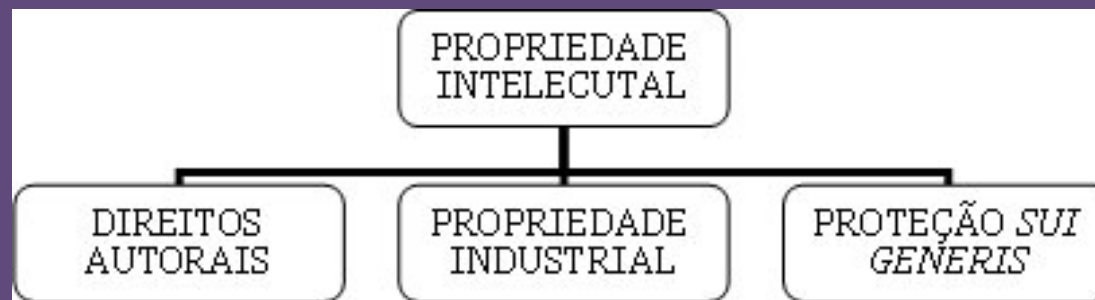 PROPRIEDADE
INTELECUTAL
DIREITOS
AUTORAIS
PROPRIEDADE
INDUSTRIAL
PROTEÇÃO SUI
GENERIS